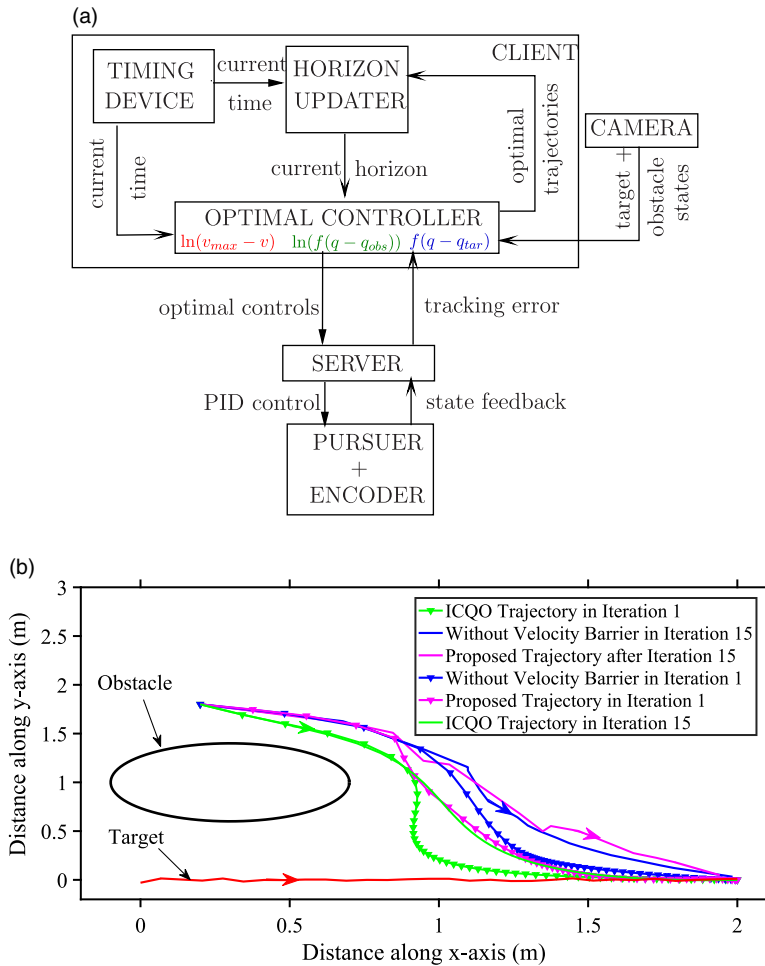 (a)
CLIENT
TIMING
DEVICE
current
time
HORIZON
UPDATER
CAMERA
current
time
current horizon
optimal
trajectories
target +
obstacle
states
OPTIMAL CONTROLLER
ln(v_max − v) ln(f(q − q_obs)) f(q − q_tar)
optimal controls
tracking error
SERVER
PID control
state feedback
PURSUER
+
ENCODER
(b)
3
2.5
2
1.5
1
0.5
0
Distance along y-axis (m)
ICQO Trajectory in Iteration 1
Without Velocity Barrier in Iteration 15
Proposed Trajectory after Iteration 15
Without Velocity Barrier in Iteration 1
Proposed Trajectory in Iteration 1
ICQO Trajectory in Iteration 15
Obstacle
Target
0 0.5 1 1.5 2
Distance along x-axis (m)